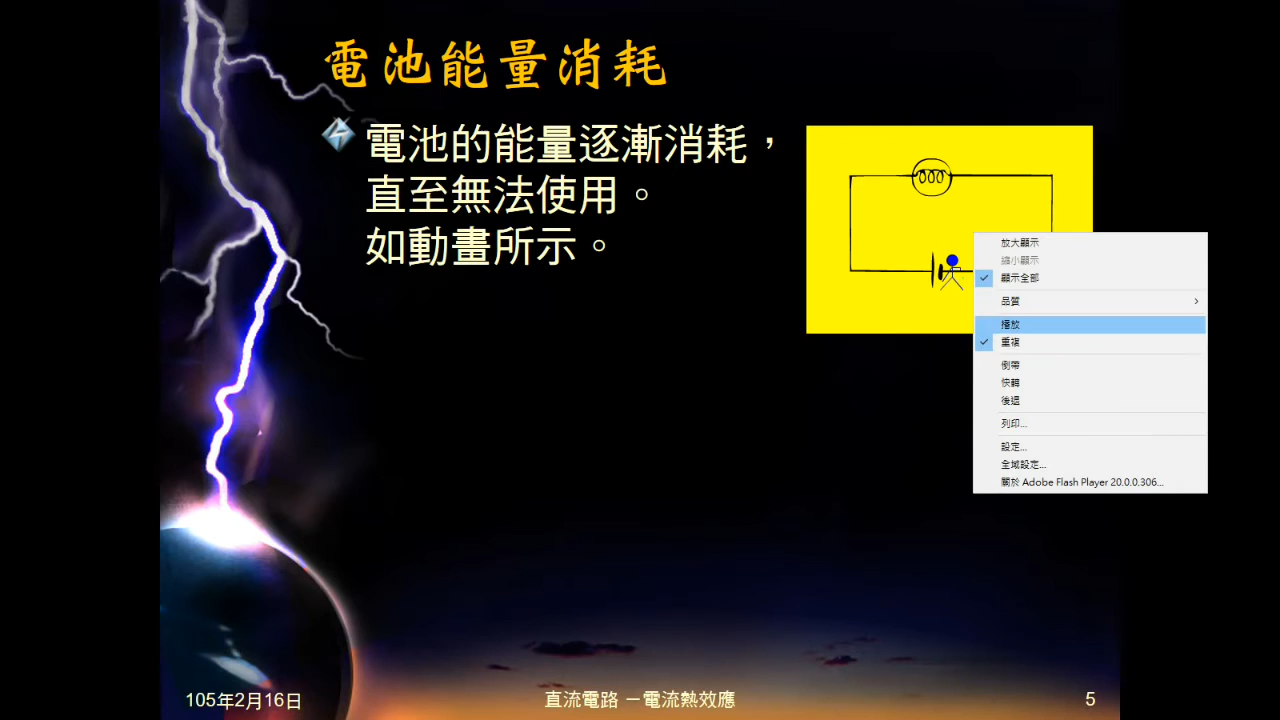 電池能量消耗
電池的能量逐漸消耗，
直至無法使用。
如動畫所示。
放大顯示
縮小顯示
顯示全部
品質
播放
重複
倒帶
快轉
後退
列印...
設定...
全域設定...
關於 Adobe Flash Player 20.0.0.306...
105年2月16日
直流電路 －電流熱效應
5